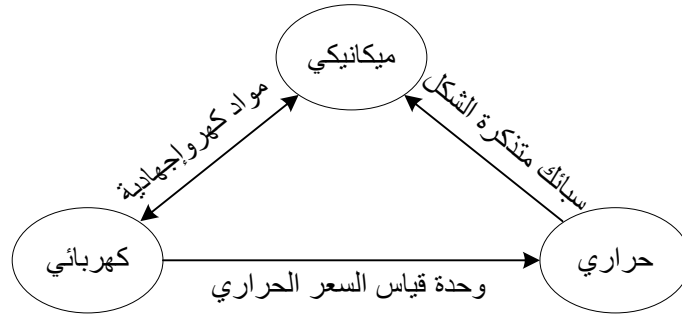 ميكانيكي
مواد كهروإجهادية
سبائك متذكرة الشكل
كهربائي
حراري
وحدة قياس السعر الحراري